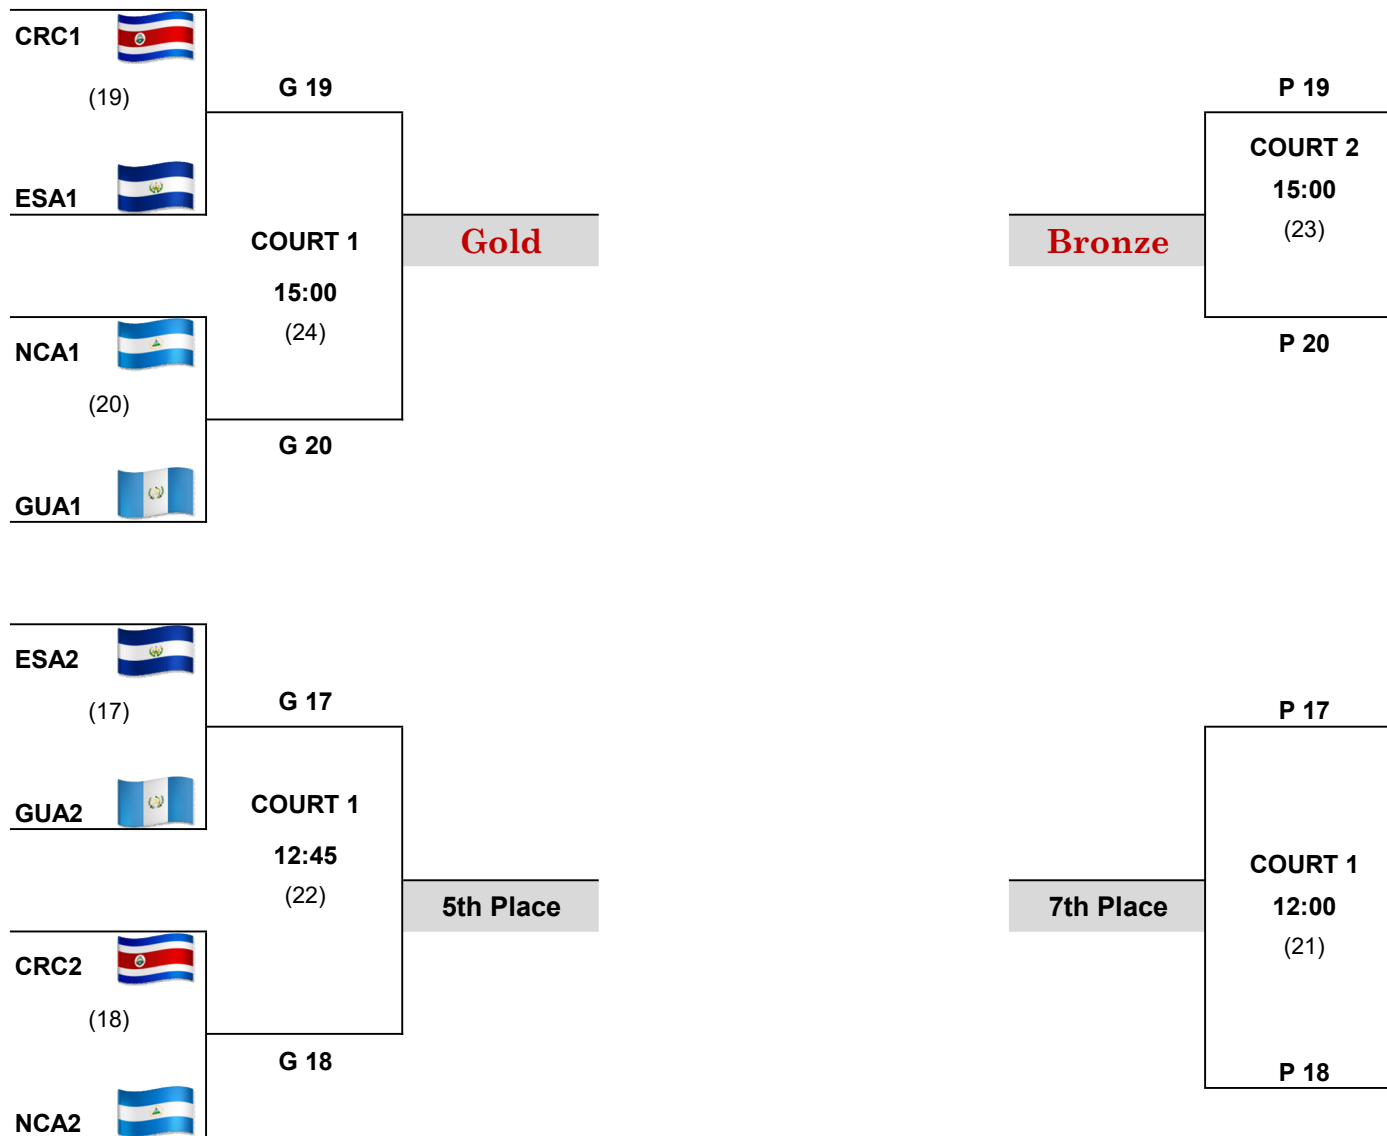 CRC1
(19)
ESA1
G 19
COURT 1
15:00
(24)
Gold
NCA1
(20)
GUA1
G 20
P 19
COURT 2
15:00
(23)
Bronze
P 20
ESA2
(17)
GUA2
G 17
COURT 1
12:45
(22)
5th Place
CRC2
(18)
NCA2
G 18
P 17
COURT 1
12:00
(21)
7th Place
P 18